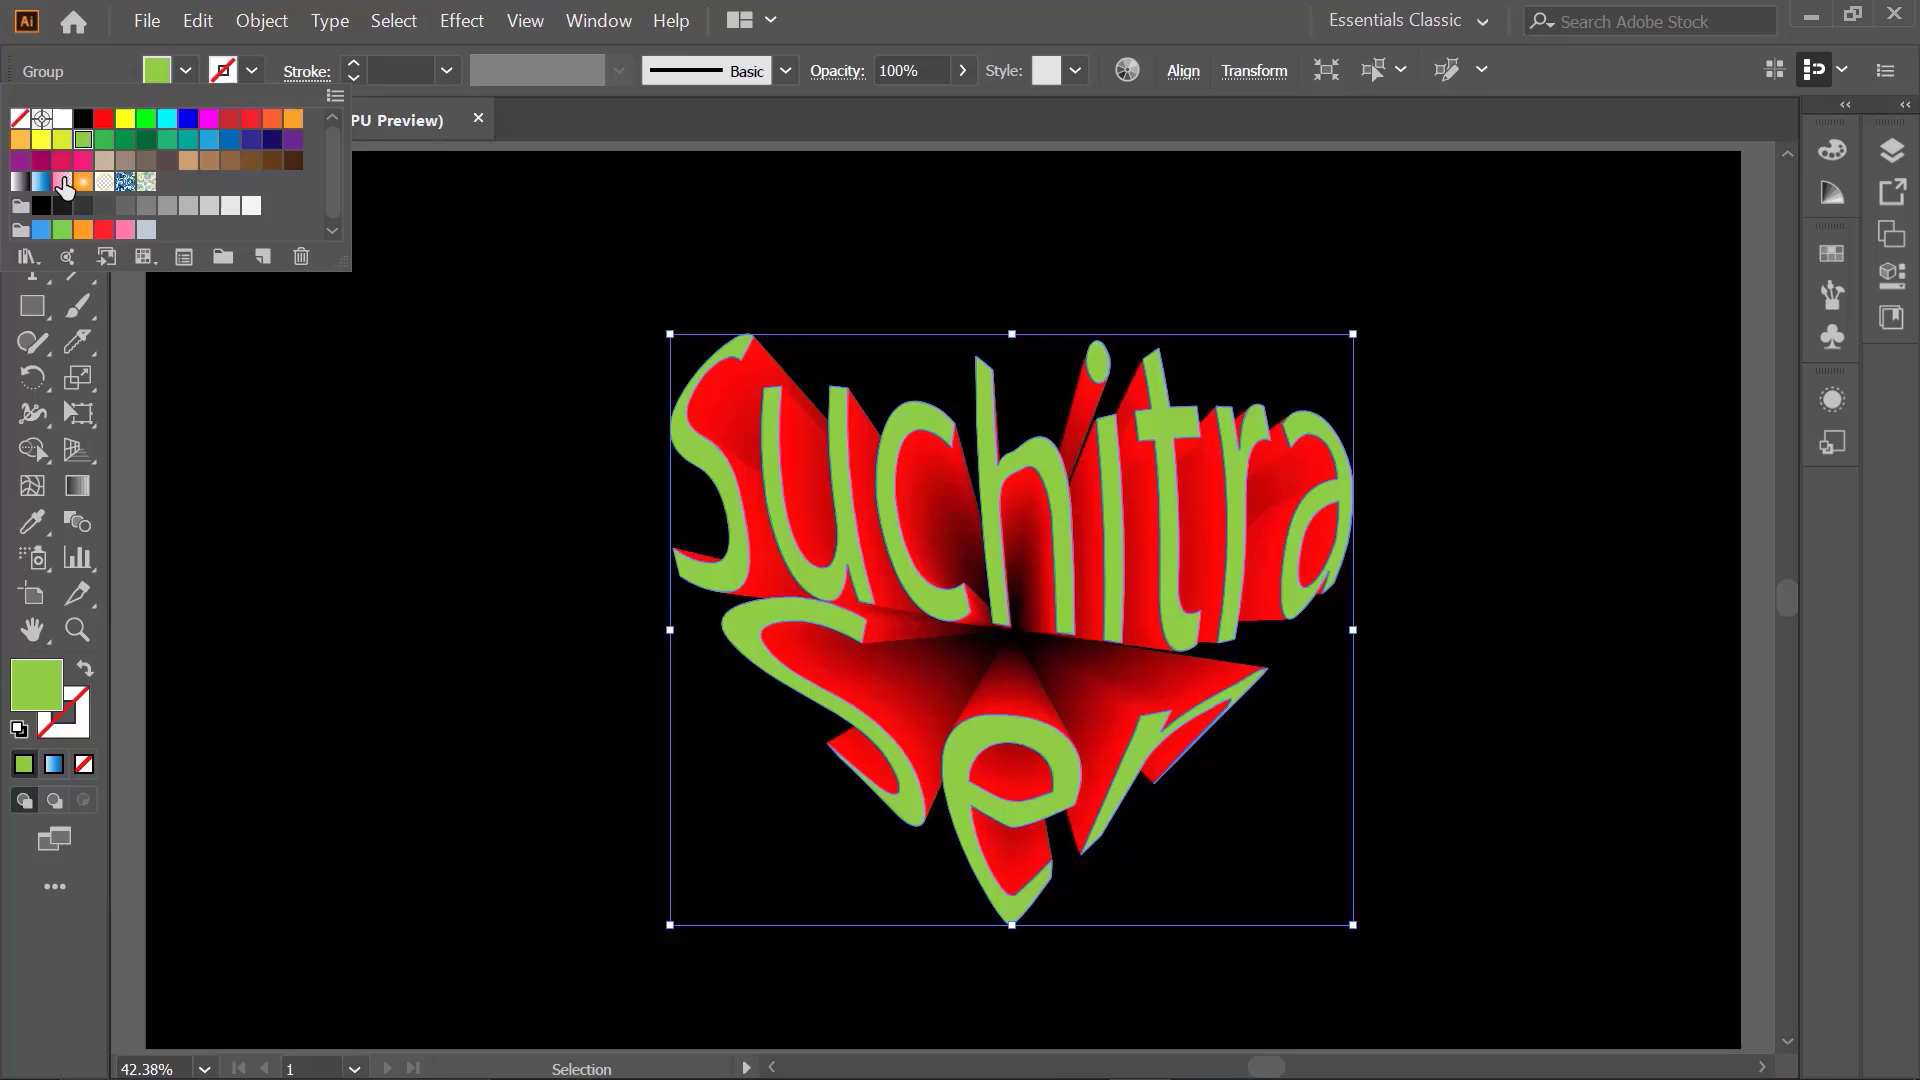 Ai File Edit Object Type Select Effect View Window Help Essentials Classic Search Adobe Stock
Group Stroke: Basic Opacity: 100% Style: Align Transform
PU Preview)
Suchitra
Ser
42.38% 1 Selection